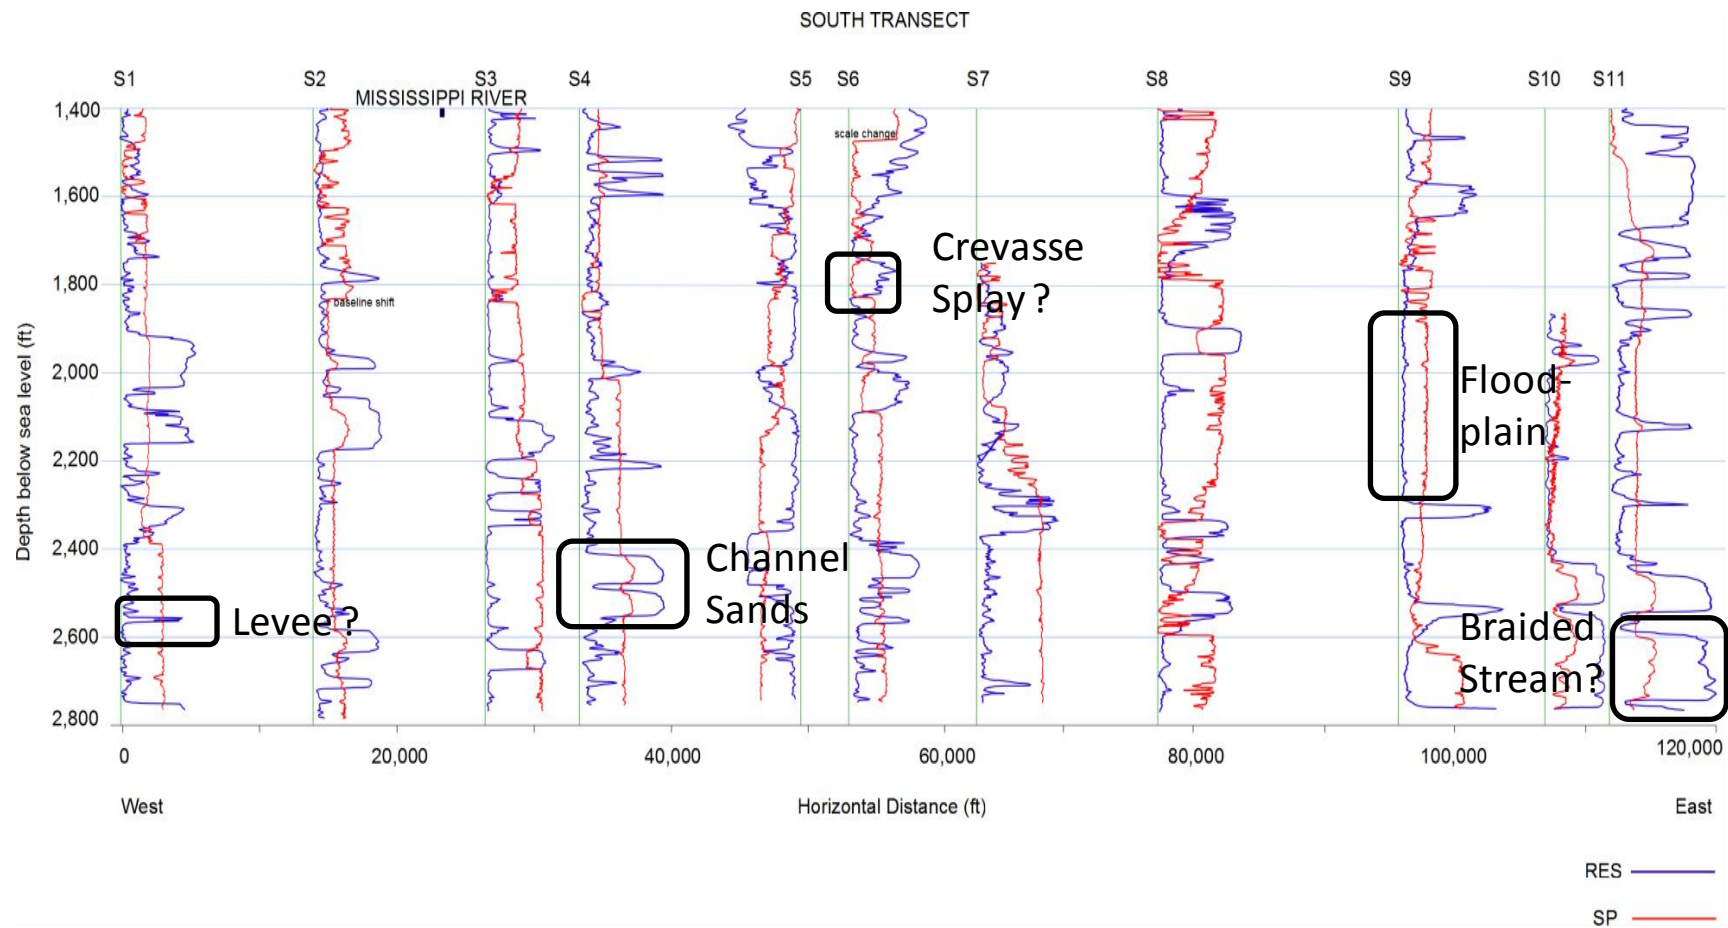 SOUTH TRANSECT
S1 S2 S3 S4 S5 S6 S7 S8 S9 S10 S11
MISSISSIPPI RIVER
1,400
scale change
1,600
Crevasse
Splay ?
1,800
baseline shift
2,000
Flood-
plain
2,200
2,400
Channel
Sands
Levee ?
2,600
Braided
Stream?
2,800
Depth below sea level (ft)
0 20,000 40,000 60,000 80,000 100,000 120,000
West Horizontal Distance (ft) East
RES
SP